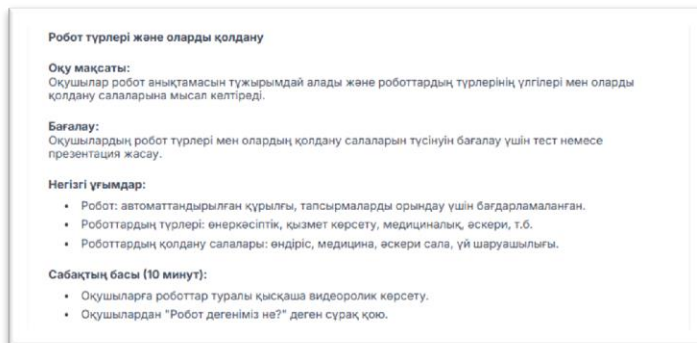 Робот түрлері және оларды қолдану
Оқу мақсаты:
Оқушылар робот анықтамасын тұжырымдай алады және роботтардың түрлерінің үлгілері мен оларды
қолдану салаларына мысал келтіреді.
Бағалау:
Оқушылардың робот түрлері мен олардың қолдану салаларын түсінуін бағалау үшін тест немесе
презентация жасау.
Негізгі ұғымдар:
• Робот: автоматтандырылған құрылғы, тапсырмаларды орындау үшін бағдарламаланған.
• Роботтардың түрлері: өнеркәсіптік, қызмет көрсету, медициналық, әскери, т.б.
• Роботтардың қолдану салалары: өндіріс, медицина, әскери сала, үй шаруашылығы.
Сабақтың басы (10 минут):
• Оқушыларға роботтар туралы қысқаша видеоролик көрсету.
• Оқушылардан "Робот дегеніміз не?" деген сұрақ қою.